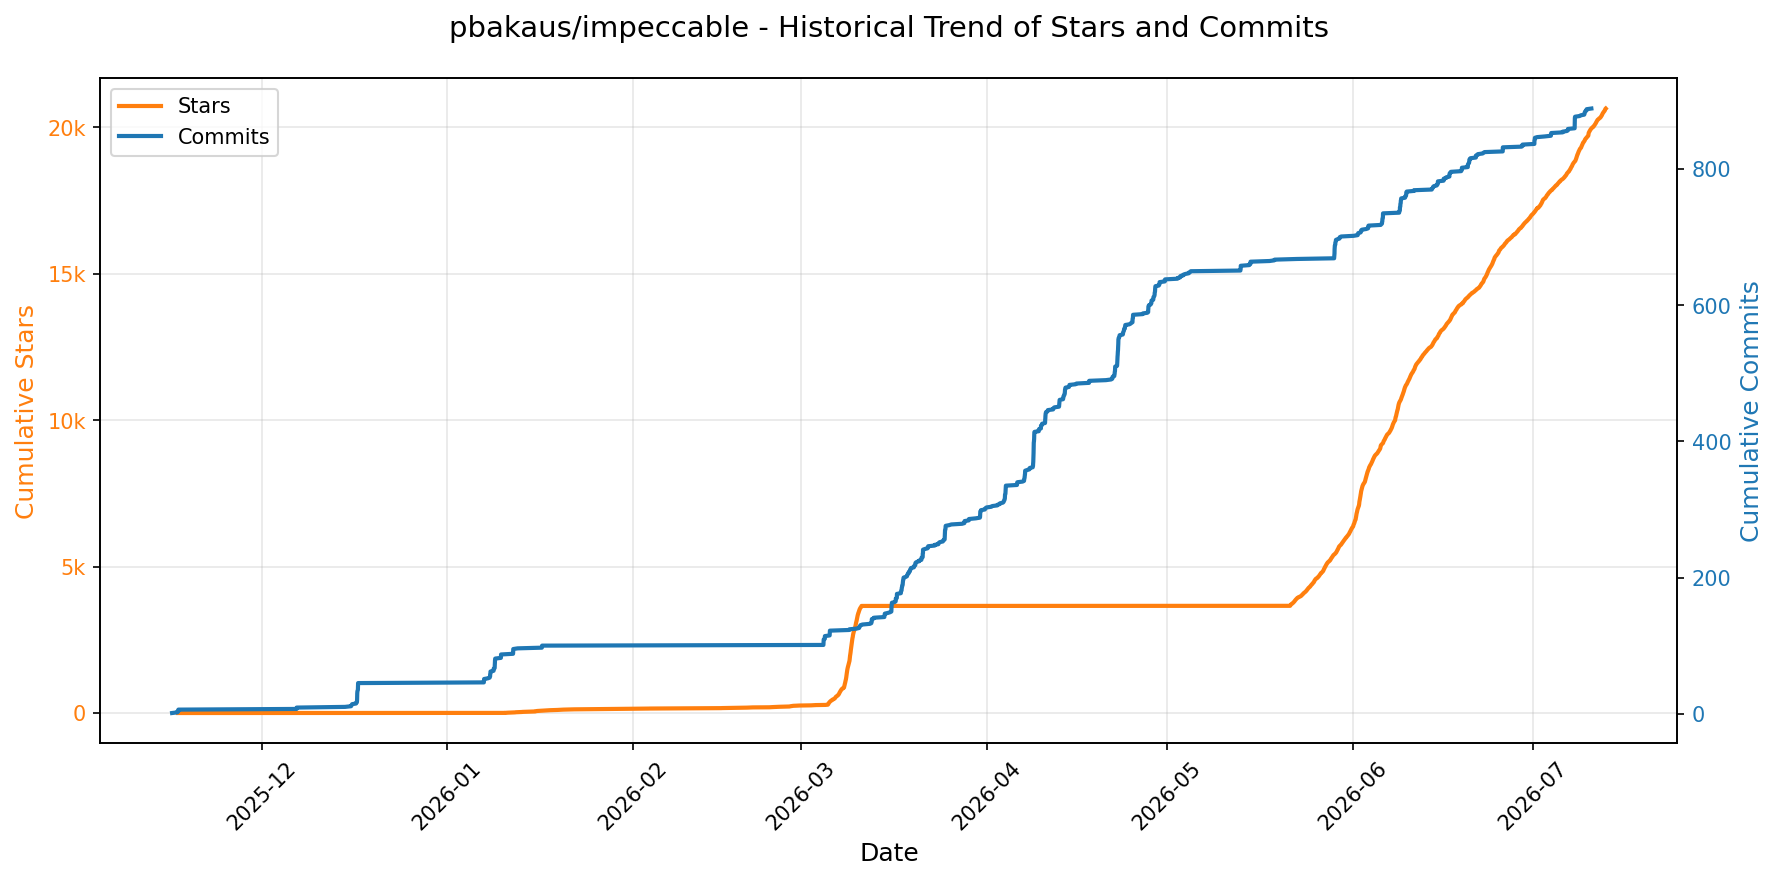 pbakaus/impeccable - Historical Trend of Stars and Commits
Stars
Commits
20k
15k
10k
5k
0
Cumulative Stars
800
600
400
200
0
Cumulative Commits
2025-12
2026-01
2026-02
2026-03
2026-04
2026-05
2026-06
2026-07
Date